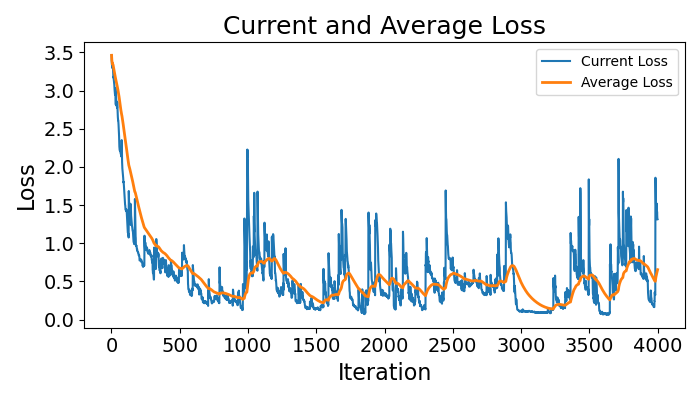 Current and Average Loss
3.5
3.0
2.5
2.0
1.5
1.0
0.5
0.0
Loss
Current Loss
Average Loss
0 500 1000 1500 2000 2500 3000 3500 4000
Iteration